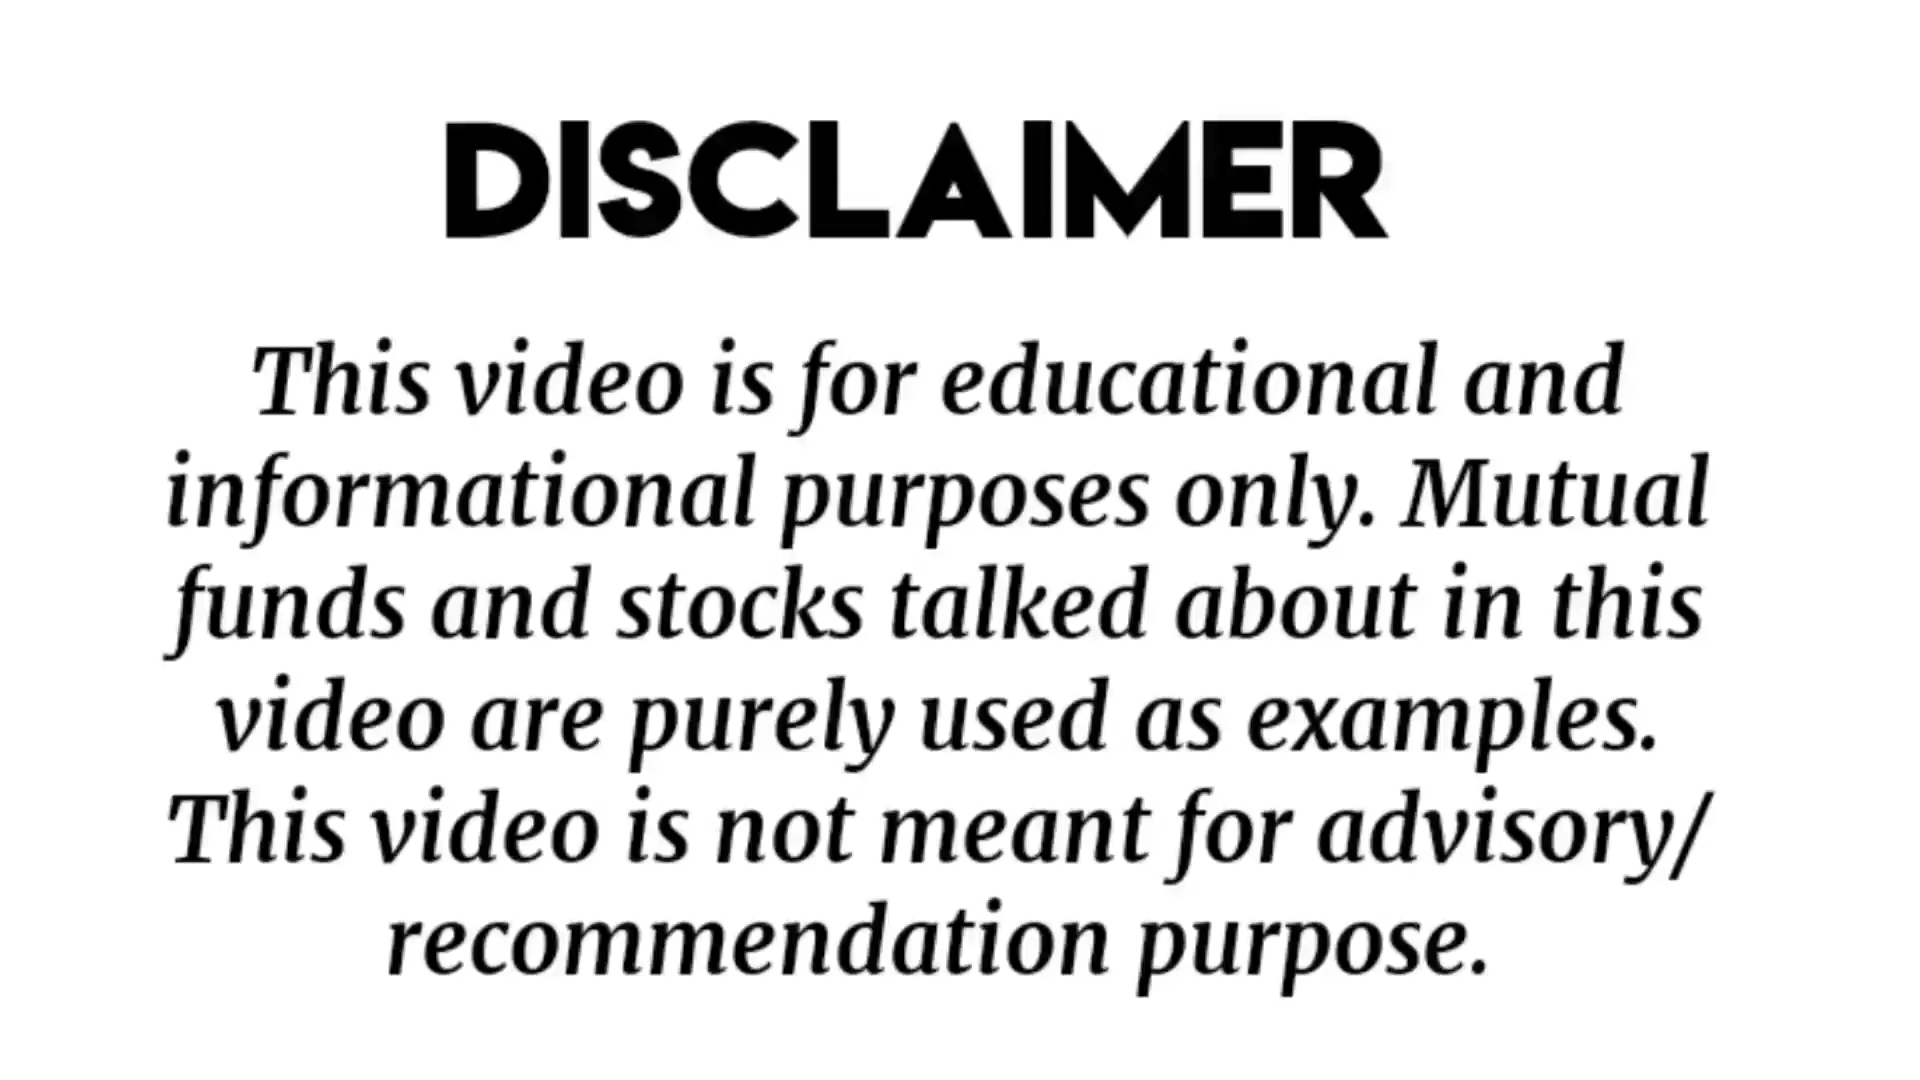 DISCLAIMER
This video is for educational and
informational purposes only. Mutual
funds and stocks talked about in this
video are purely used as examples.
This video is not meant for advisory/
recommendation purpose.